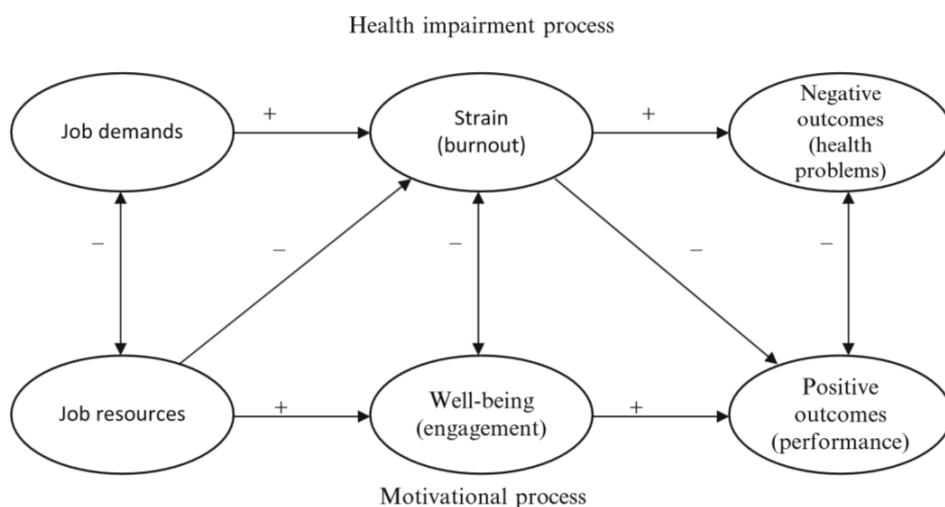 Health impairment process
Job demands
+
Strain
(burnout)
+
Negative
outcomes
(health
problems)
–
–
–
–
–
Job resources
+
Well-being
(engagement)
+
Positive
outcomes
(performance)
Motivational process